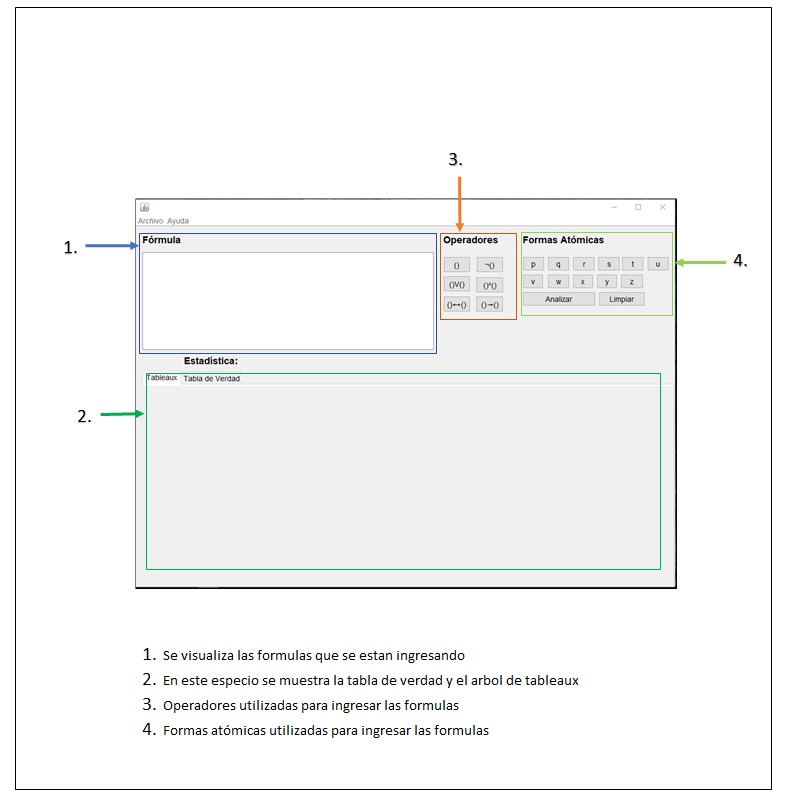 3.
Archivo Ayuda
1.
Fórmula
Operadores
Formas Atómicas
4.
() ¬() p q r s t u
()V() ()^() v w x y z
()↔() ()→() Analizar Limpiar
Estadística:
Tableaux Tabla de Verdad
2.
1. Se visualiza las formulas que se estan ingresando
2. En este especio se muestra la tabla de verdad y el arbol de tableaux
3. Operadores utilizadas para ingresar las formulas
4. Formas atómicas utilizadas para ingresar las formulas